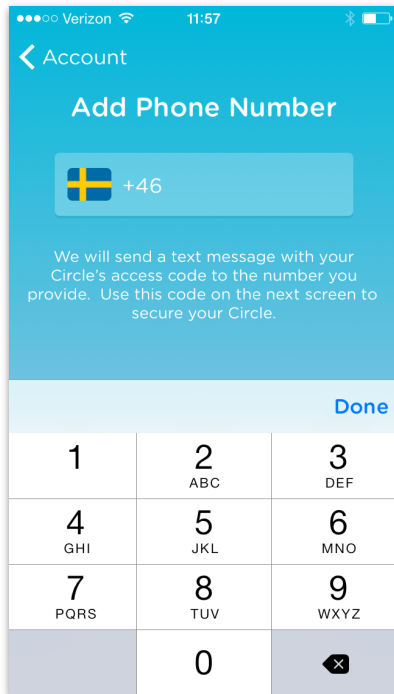 Verizon 11:57
Account
Add Phone Number
+46
We will send a text message with your
Circle's access code to the number you
provide. Use this code on the next screen to
secure your Circle.
Done
1 2 3
ABC DEF
4 5 6
GHI JKL MNO
7 8 9
PQRS TUV WXYZ
0